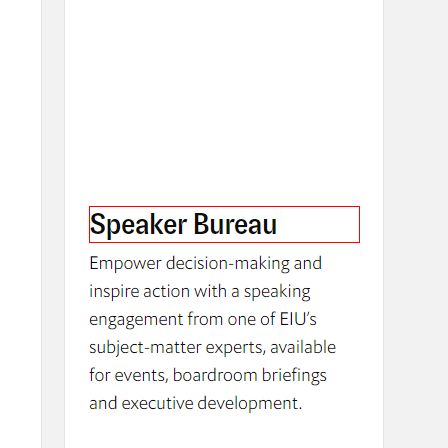 Speaker Bureau
Empower decision-making and
inspire action with a speaking
engagement from one of EIU’s
subject-matter experts, available
for events, boardroom briefings
and executive development.